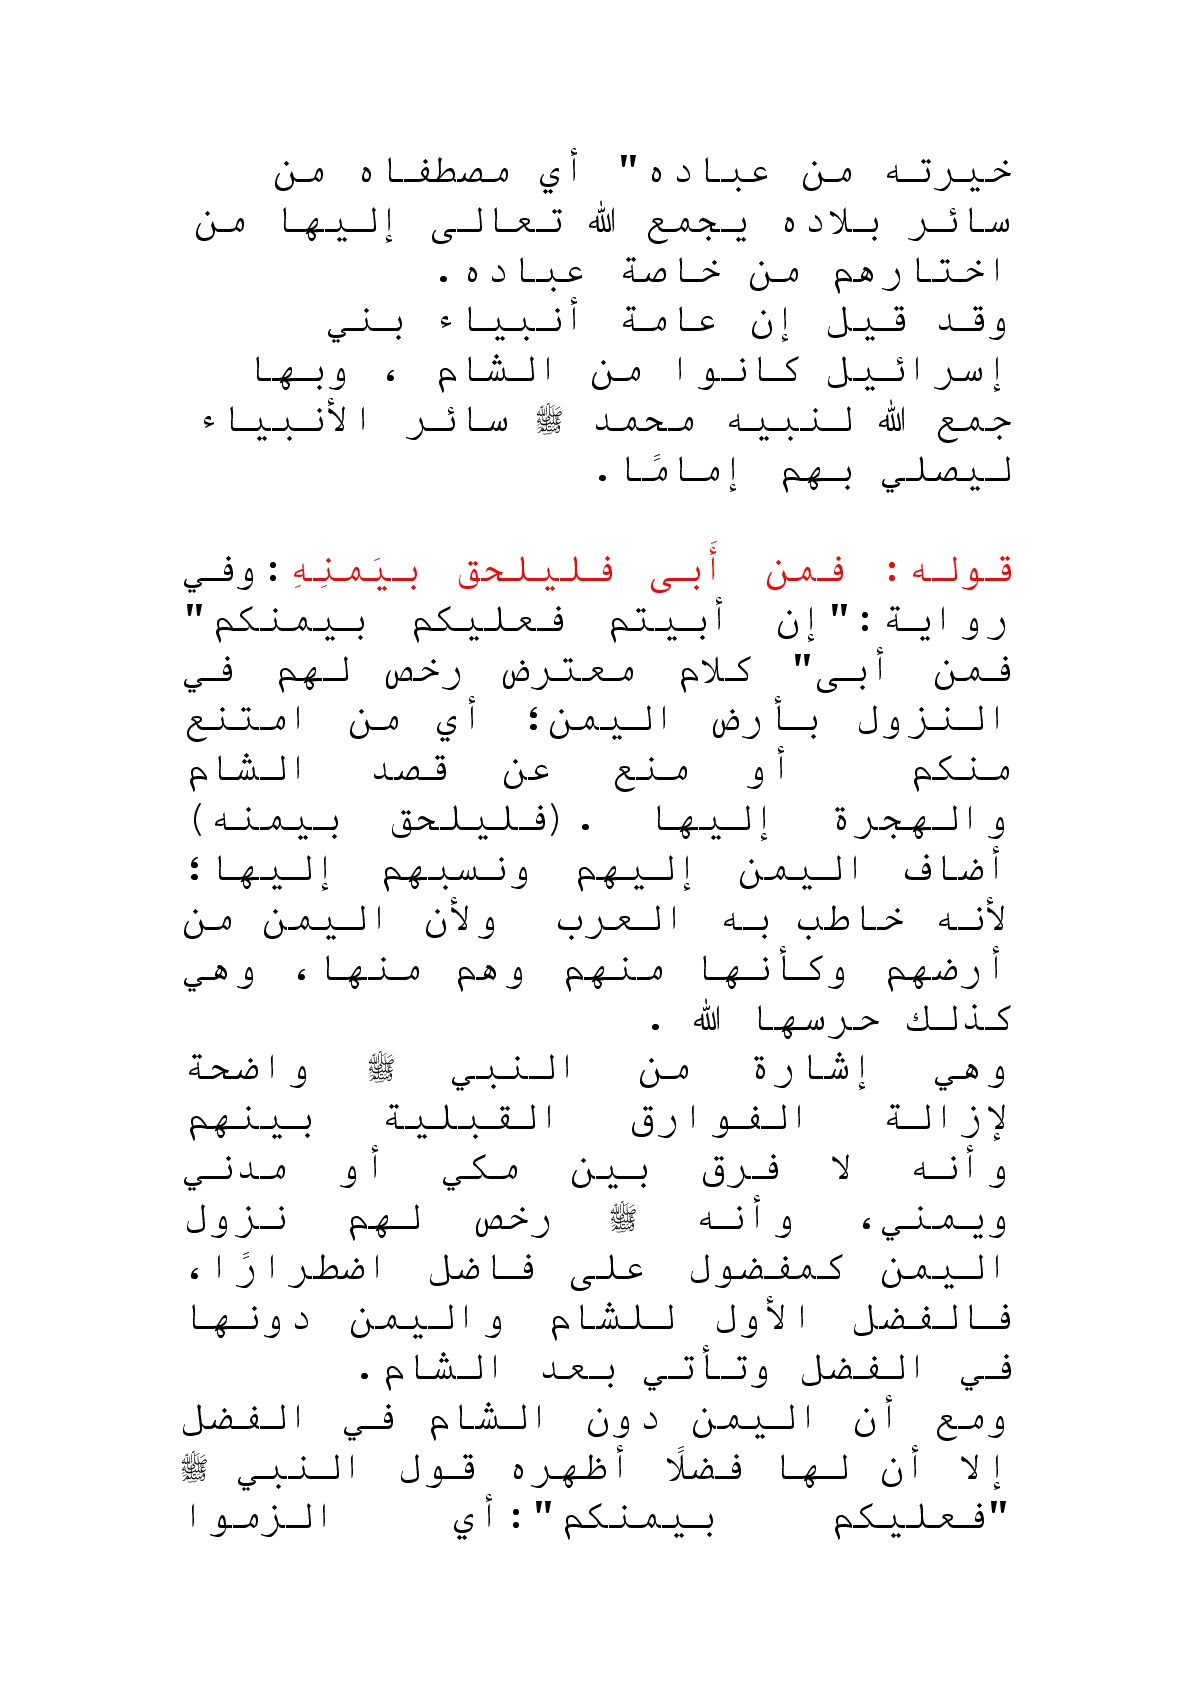 خيرته من عباده" أي مصطفاه من
سائر بلاده يجمع الله تعالى إليها من
اختارهم من خاصة عباده.
وقد قيل إن عامة أنبياء بني
إسرائيل كانوا من الشام ، وبها
جمع الله لنبيه محمد ﷺ سائر الأنبياء
ليصلي بهم إمامًا.
قوله: فمن أَبى فليلحق بيَمنِهِ:وفي
رواية:"إن أبيتم فعليكم بيمنكم"
فمن أبى" كلام معترض رخص لهم في
النزول بأرض اليمن؛ أي من امتنع
منكم أو منع عن قصد الشام
والهجرة إليها .(فليلحق بيمنه)
أضاف اليمن إليهم ونسبهم إليها؛
لأنه خاطب به العرب ولأن اليمن من
أرضهم وكأنها منهم وهم منها، وهي
كذلك حرسها الله .
وهي إشارة من النبي ﷺ واضحة
لإزالة الفوارق القبلية بينهم
وأنه لا فرق بين مكي أو مدني
ويمني، وأنه ﷺ رخص لهم نزول
اليمن كمفضول على فاضل اضطرارًا،
فالفضل الأول للشام واليمن دونها
في الفضل وتأتي بعد الشام.
ومع أن اليمن دون الشام في الفضل
إلا أن لها فضلًا أظهره قول النبي ﷺ
"فعليكم بيمنكم":أي الزموا